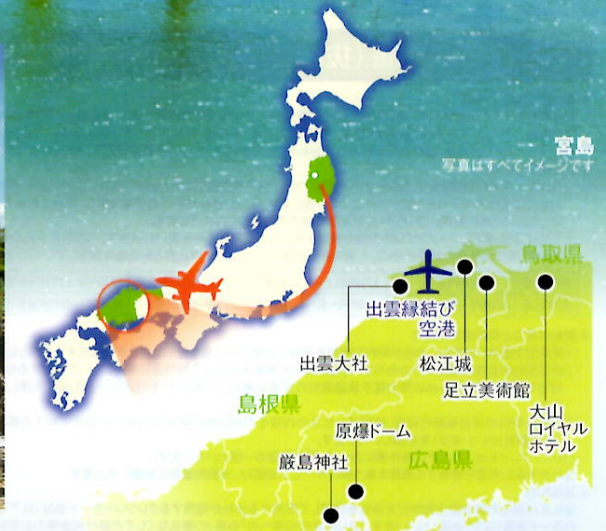 宮島
写真はすべてイメージです
鳥取県
出雲縁結び
空港
出雲大社
松江城
足立美術館
大山
ロイヤル
ホテル
島根県
原爆ドーム
広島県
厳島神社